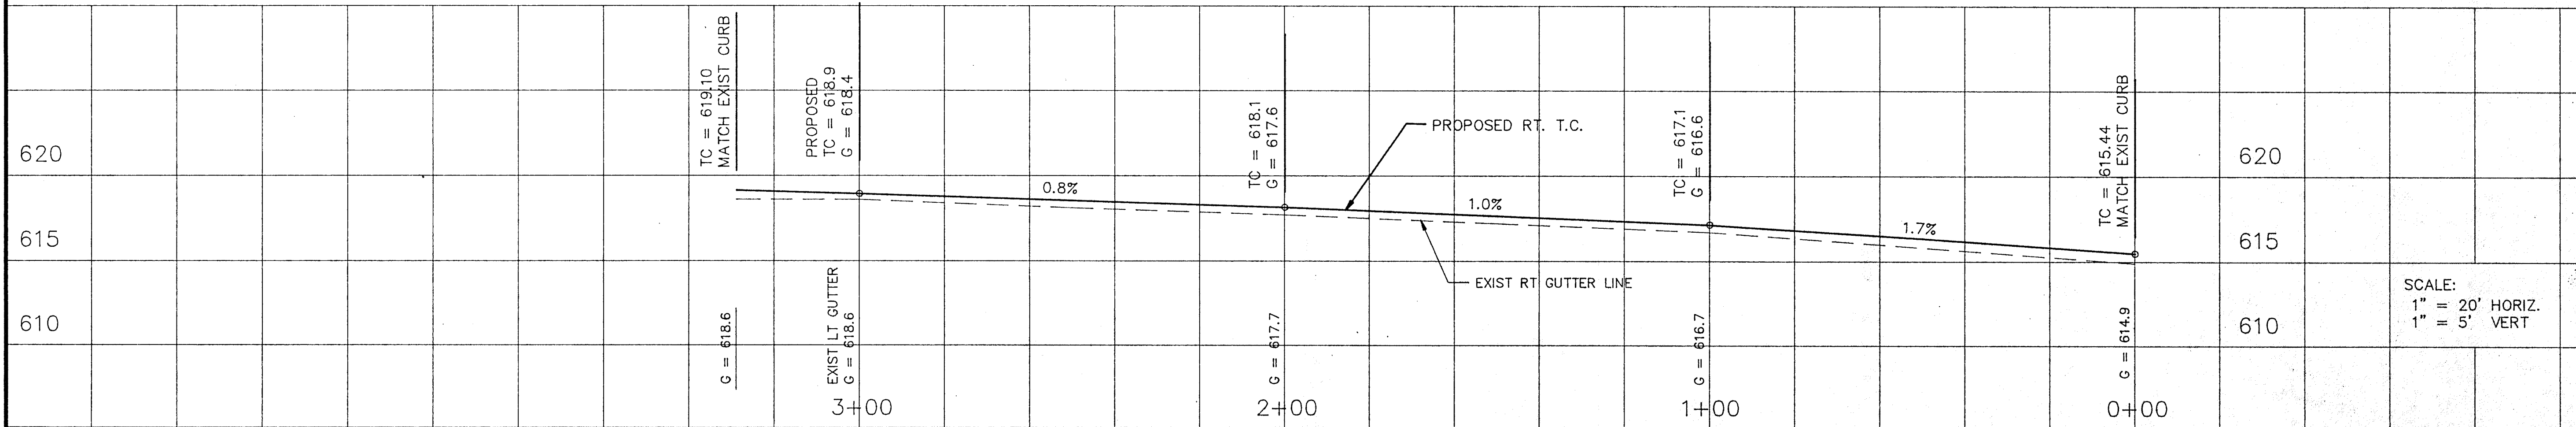 TC = 619.10
MATCH EXIST CURB
PROPOSED
TC = 618.9
G = 618.4
TC = 618.1
G = 617.6
PROPOSED RT. T.C.
TC = 617.1
G = 616.6
TC = 615.44
MATCH EXIST CURB
620
620
0.8%
1.0%
1.7%
615
615
EXIST RT GUTTER LINE
SCALE:
1" = 20' HORIZ.
1" = 5' VERT
610
610
G = 618.6
EXIST LT GUTTER
G = 618.6
G = 617.7
G = 616.7
G = 614.9
3+00
2+00
1+00
0+00